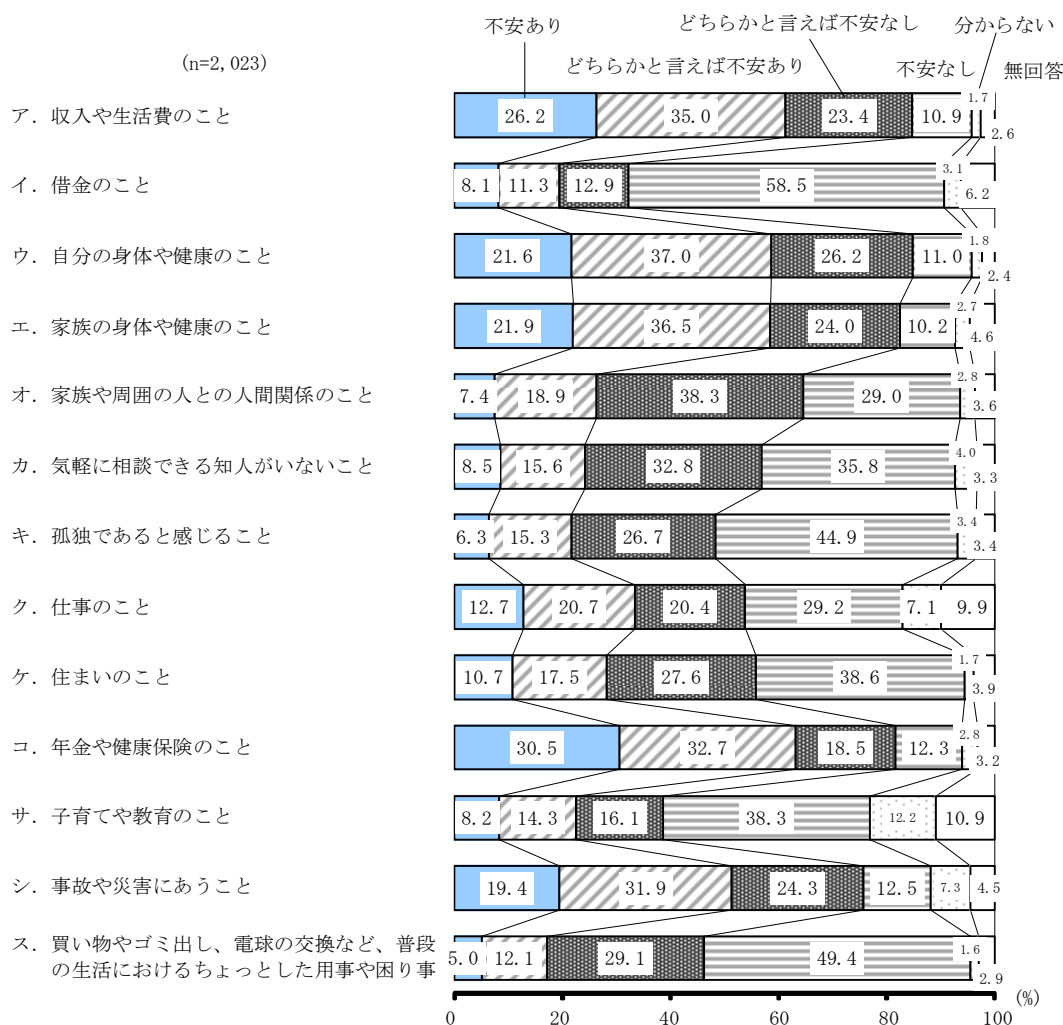 不安あり どちらかと言えば不安なし 分からない
(n=2,023) どちらかと言えば不安あり 不安なし 無回答
ア．収入や生活費のこと 26.2 35.0 23.4 10.9 1.7 2.6
イ．借金のこと 8.1 11.3 12.9 58.5 3.1 6.2
ウ．自分の身体や健康のこと 21.6 37.0 26.2 11.0 1.8 2.4
エ．家族の身体や健康のこと 21.9 36.5 24.0 10.2 2.7 4.6
オ．家族や周囲の人との人間関係のこと 7.4 18.9 38.3 29.0 2.8 3.6
カ．気軽に相談できる知人がいないこと 8.5 15.6 32.8 35.8 4.0 3.3
キ．孤独であると感じること 6.3 15.3 26.7 44.9 3.4 3.4
ク．仕事のこと 12.7 20.7 20.4 29.2 7.1 9.9
ケ．住まいのこと 10.7 17.5 27.6 38.6 1.7 3.9
コ．年金や健康保険のこと 30.5 32.7 18.5 12.3 2.8 3.2
サ．子育てや教育のこと 8.2 14.3 16.1 38.3 12.2 10.9
シ．事故や災害にあうこと 19.4 31.9 24.3 12.5 7.3 4.5
ス．買い物やゴミ出し、電球の交換など、普段
の生活におけるちょっとした用事や困り事 5.0 12.1 29.1 49.4 1.6 2.9
0 20 40 60 80 100 (%)